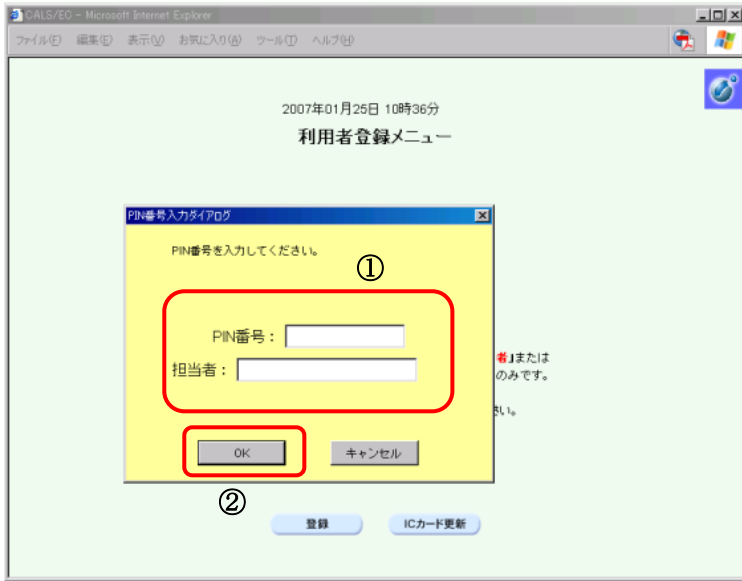 CALS/EC - Microsoft Internet Explorer
ファイル(F) 編集(E) 表示(V) お気に入り(A) ツール(T) ヘルプ(H)
2007年01月25日 10時36分
利用者登録メニュー
PIN番号入力ダイアログ
PIN番号を入力してください。
①
PIN番号：
担当者：
者｣または
のみです。
さい。
OK キャンセル
②
登録 ICカード更新